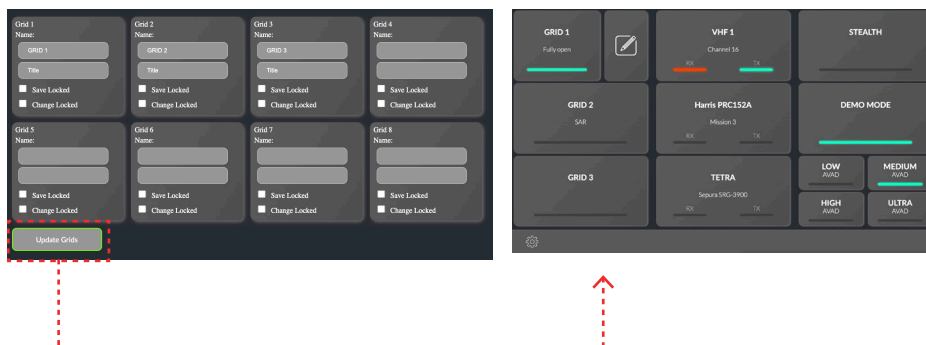 Grid 1
Name:
GRID 1
Title
Save Locked
Change Locked
Grid 2
Name:
GRID 2
Title
Save Locked
Change Locked
Grid 3
Name:
GRID 3
Title
Save Locked
Change Locked
Grid 4
Name:
Save Locked
Change Locked
Grid 5
Name:
Save Locked
Change Locked
Grid 6
Name:
Save Locked
Change Locked
Grid 7
Name:
Save Locked
Change Locked
Grid 8
Name:
Save Locked
Change Locked
Update Grids
GRID 1
Fully open
VHF 1
Channel 16
RX TX
STEALTH
GRID 2
SAR
Harris PRC152A
Mission 3
RX TX
DEMO MODE
GRID 3
TETRA
Sepura SRG-3900
RX TX
LOW
AVAD
MEDIUM
AVAD
HIGH
AVAD
ULTRA
AVAD